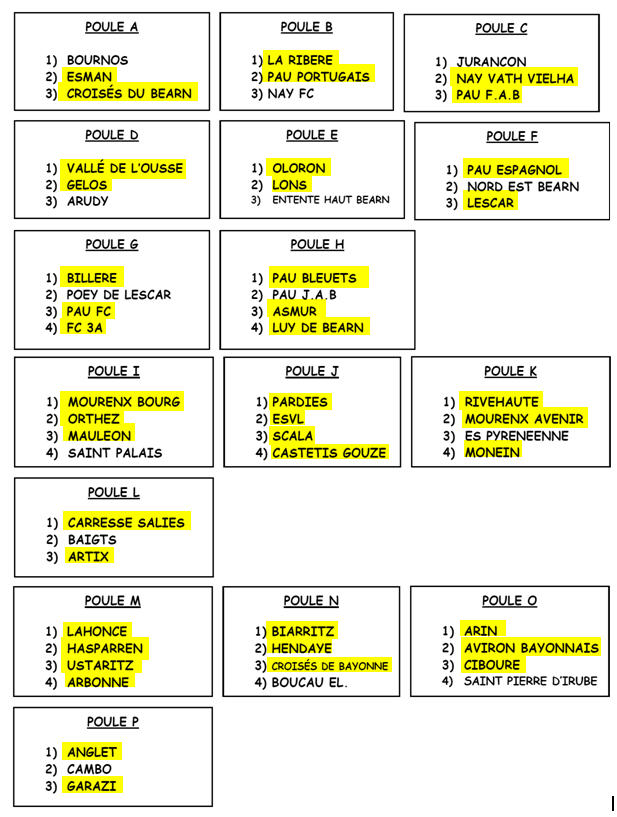 POULE A
1) BOURNOS
2) ESMAN
3) CROISÉS DU BEARN
POULE B
1) LA RIBERE
2) PAU PORTUGAIS
3) NAY FC
POULE C
1) JURANCON
2) NAY VATH VIELHA
3) PAU F.A.B
POULE D
1) VALLÉ DE L'OUSSE
2) GELOS
3) ARUDY
POULE E
1) OLORON
2) LONS
3) ENTENTE HAUT BEARN
POULE F
1) PAU ESPAGNOL
2) NORD EST BEARN
3) LESCAR
POULE G
1) BILLERE
2) POEY DE LESCAR
3) PAU FC
4) FC 3A
POULE H
1) PAU BLEUETS
2) PAU J.A.B
3) ASMUR
4) LUY DE BEARN
POULE I
1) MOURENX BOURG
2) ORTHEZ
3) MAULEON
4) SAINT PALAIS
POULE J
1) PARDIES
2) ESVL
3) SCALA
4) CASTETIS GOUZE
POULE K
1) RIVEHAUTE
2) MOURENX AVENIR
3) ES PYRENEENNE
4) MONEIN
POULE L
1) CARRESSE SALIES
2) BAIGTS
3) ARTIX
POULE M
1) LAHONCE
2) HASPARREN
3) USTARITZ
4) ARBONNE
POULE N
1) BIARRITZ
2) HENDAYE
3) CROISÉS DE BAYONNE
4) BOUCAU EL.
POULE O
1) ARIN
2) AVIRON BAYONNAIS
3) CIBOURE
4) SAINT PIERRE D'IRUBE
POULE P
1) ANGLET
2) CAMBO
3) GARAZI